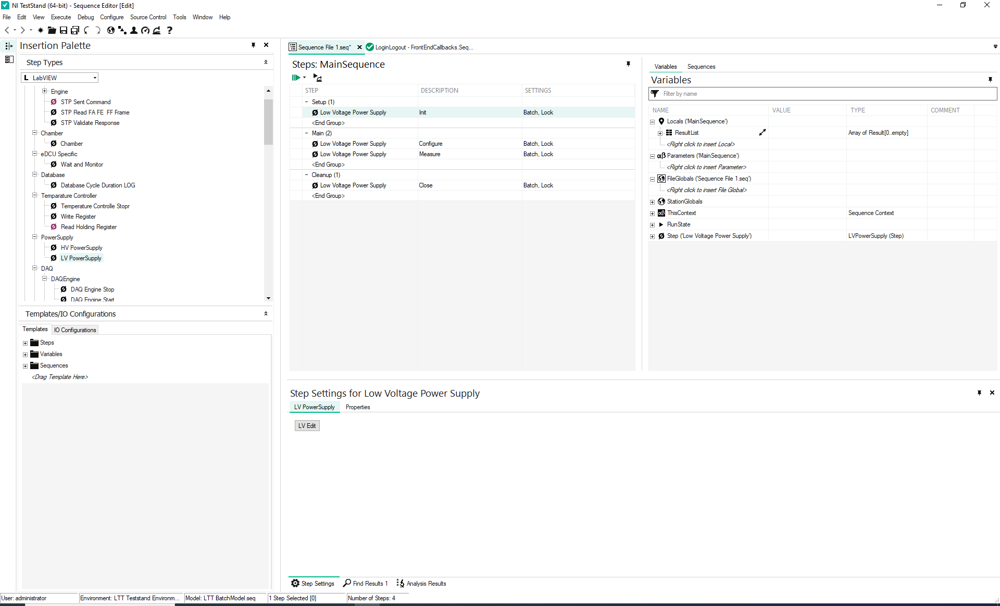 NI TestStand (64-bit) - Sequence Editor [Edit]
File Edit View Execute Debug Configure Source Control Tools Window Help
Insertion Palette
Step Types
L LabVIEW
Engine
STP Sent Command
STP Read FA FE FF Frame
STP Validate Response
Chamber
Chamber
eDCU Specific
Wait and Monitor
Database
Database Cycle Duration LOG
Temparature Controller
Temperature Controlle Stopr
Write Register
Read Holding Register
PowerSupply
HV PowerSupply
LV PowerSupply
DAQ
DAQEngine
DAQ Engine Stop
DAQ Engine Start
Templates/IO Configurations
Templates IO Configurations
Steps
Variables
Sequences
<Drag Template Here>
Sequence File 1.seq* LoginLogout - FrontEndCallbacks.Seq...
Steps: MainSequence
STEP DESCRIPTION SETTINGS
Setup (1)
Low Voltage Power Supply Init Batch, Lock
<End Group>
Main (2)
Low Voltage Power Supply Configure Batch, Lock
Low Voltage Power Supply Measure Batch, Lock
<End Group>
Cleanup (1)
Low Voltage Power Supply Close Batch, Lock
<End Group>
Variables Sequences
Variables
Filter by name
NAME VALUE TYPE COMMENT
Locals ('MainSequence')
ResultList Array of Result[0..empty]
<Right click to insert Local>
αβ Parameters ('MainSequence')
<Right click to insert Parameter>
FileGlobals ('Sequence File 1.seq')
<Right click to insert File Global>
StationGlobals
αβ ThisContext Sequence Context
RunState
Step ('Low Voltage Power Supply') LVPowerSupply (Step)
Step Settings for Low Voltage Power Supply
LV PowerSupply Properties
LV Edit
Step Settings Find Results 1 Analysis Results
User: administrator Environment: LTT Teststand Environm... Model: LTT BatchModel.seq 1 Step Selected [0] Number of Steps: 4